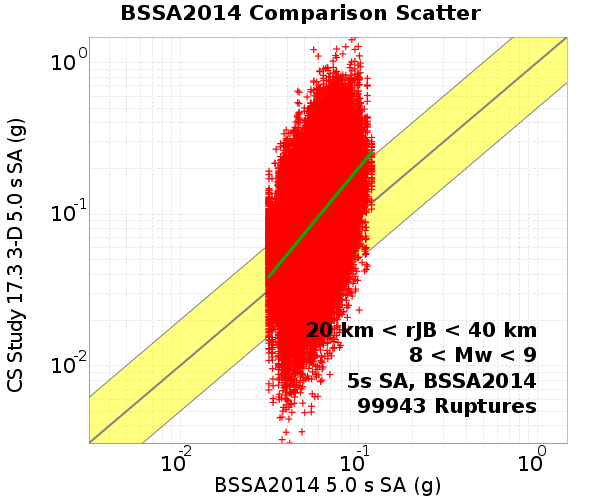 BSSA2014 Comparison Scatter
CS Study 17.3 3-D 5.0 s SA (g)
10^0
10^-1
10^-2
20 km < rJB < 40 km
8 < Mw < 9
5s SA, BSSA2014
99943 Ruptures
10^-2
10^-1
10^0
BSSA2014 5.0 s SA (g)